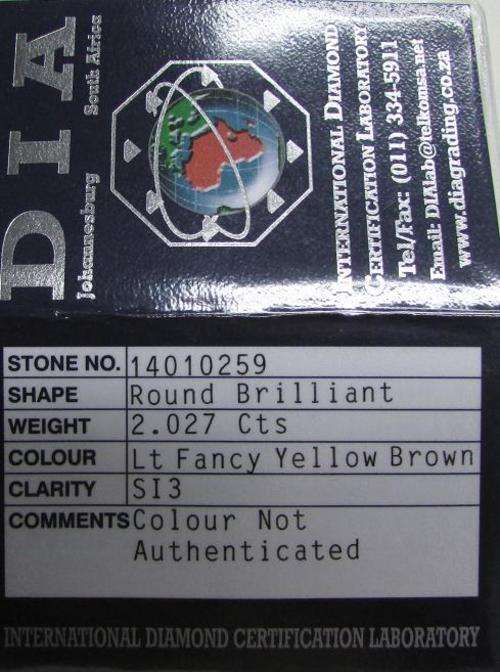 DIA
Johannesburg South Africa
INTERNATIONAL DIAMOND
CERTIFICATION LABORATORY
Tel/Fax: (011) 334-5911
Email: DIAlab@telkomsa.net
www.diagrading.co.za
STONE NO. 14010259
SHAPE Round Brilliant
WEIGHT 2.027 Cts
COLOUR Lt Fancy Yellow Brown
CLARITY SI3
COMMENTS Colour Not
Authenticated
INTERNATIONAL DIAMOND CERTIFICATION LABORATORY